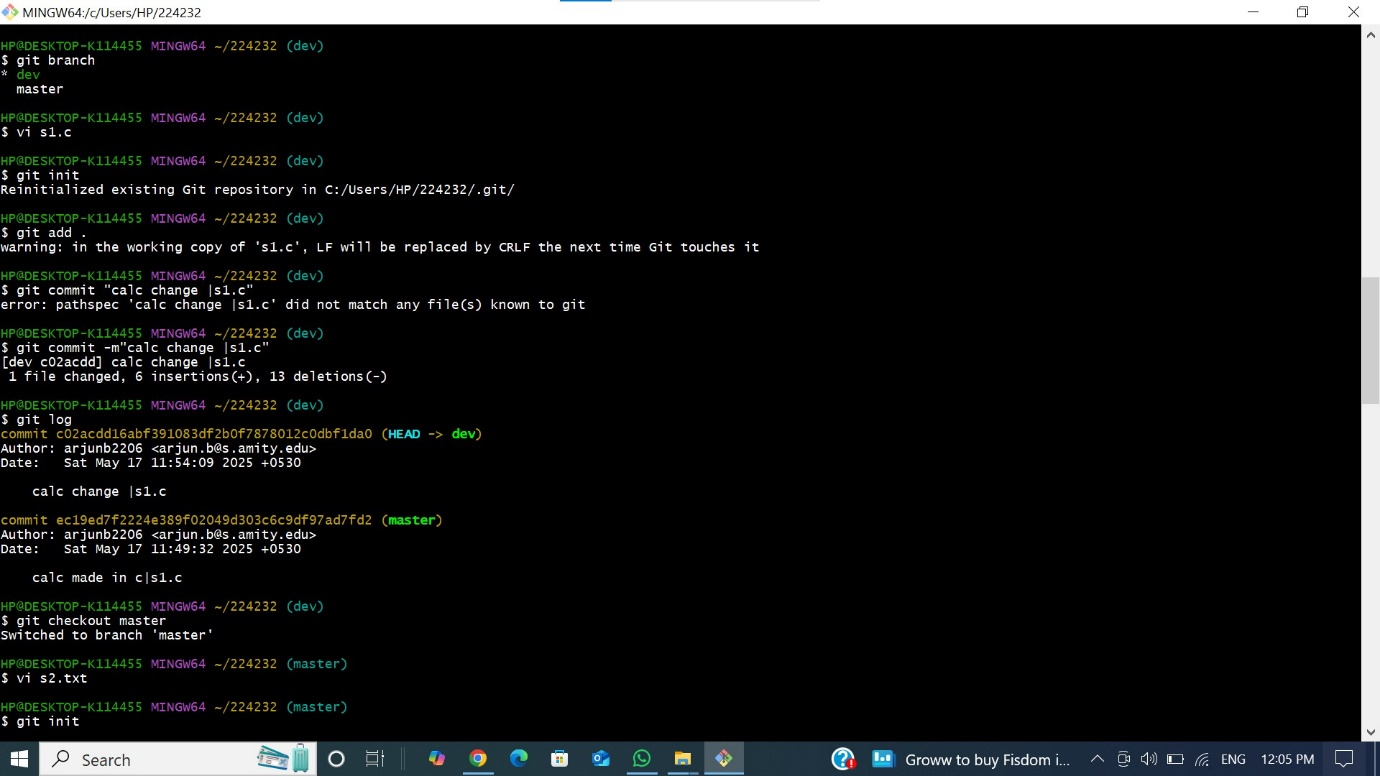 MINGW64:/c/Users/HP/224232
HP@DESKTOP-K114455 MINGW64 ~/224232 (dev)
$ git branch
* dev
  master
HP@DESKTOP-K114455 MINGW64 ~/224232 (dev)
$ vi s1.c
HP@DESKTOP-K114455 MINGW64 ~/224232 (dev)
$ git init
Reinitialized existing Git repository in C:/Users/HP/224232/.git/
HP@DESKTOP-K114455 MINGW64 ~/224232 (dev)
$ git add .
warning: in the working copy of 's1.c', LF will be replaced by CRLF the next time Git touches it
HP@DESKTOP-K114455 MINGW64 ~/224232 (dev)
$ git commit "calc change |s1.c"
error: pathspec 'calc change |s1.c' did not match any file(s) known to git
HP@DESKTOP-K114455 MINGW64 ~/224232 (dev)
$ git commit -m"calc change |s1.c"
[dev c02acdd] calc change |s1.c
 1 file changed, 6 insertions(+), 13 deletions(-)
HP@DESKTOP-K114455 MINGW64 ~/224232 (dev)
$ git log
commit c02acdd16abf391083df2b0f7878012c0dbf1da0 (HEAD -> dev)
Author: arjunb2206 <arjun.b@s.amity.edu>
Date:   Sat May 17 11:54:09 2025 +0530
    calc change |s1.c
commit ec19ed7f2224e389f02049d303c6c9df97ad7fd2 (master)
Author: arjunb2206 <arjun.b@s.amity.edu>
Date:   Sat May 17 11:49:32 2025 +0530
    calc made in c|s1.c
HP@DESKTOP-K114455 MINGW64 ~/224232 (dev)
$ git checkout master
Switched to branch 'master'
HP@DESKTOP-K114455 MINGW64 ~/224232 (master)
$ vi s2.txt
HP@DESKTOP-K114455 MINGW64 ~/224232 (master)
$ git init
Search
Groww to buy Fisdom i...
ENG
12:05 PM